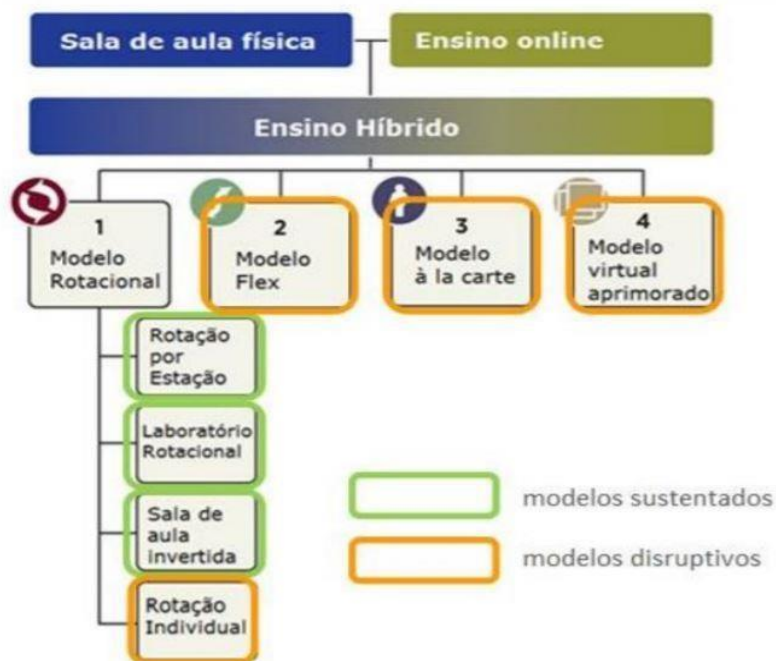 Sala de aula física
Ensino online
Ensino Híbrido
1
Modelo
Rotacional
2
Modelo
Flex
3
Modelo
à la carte
4
Modelo
virtual
aprimorado
Rotação
por
Estação
Laboratório
Rotacional
Sala de
aula
invertida
Rotação
Individual
modelos sustentados
modelos disruptivos